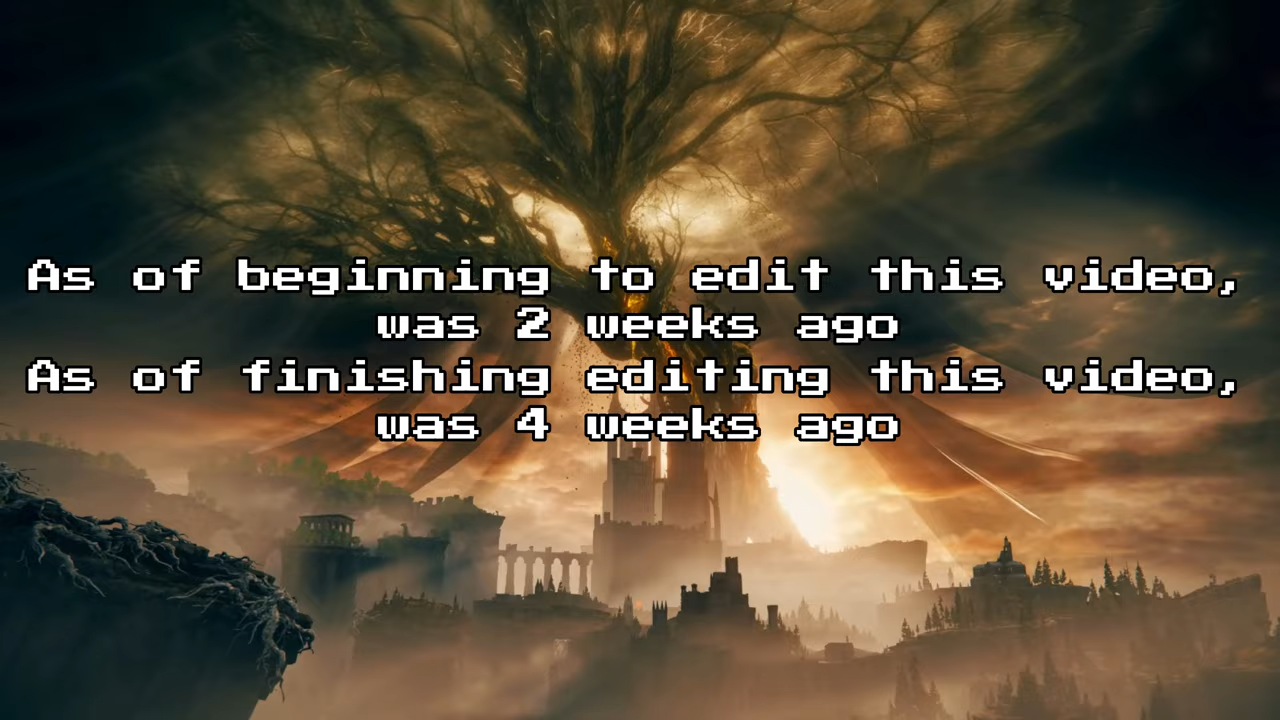 As of beginning to edit this video,
was 2 weeks ago
As of finishing editing this video,
was 4 weeks ago